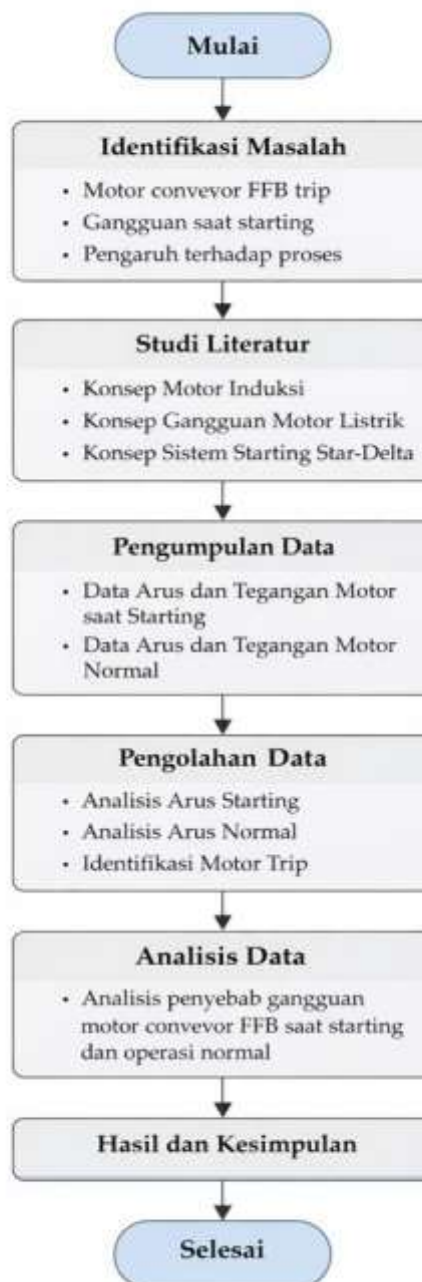 Mulai
Identifikasi Masalah
• Motor convevor FFB trip
• Gangguan saat starting
• Pengaruh terhadap proses
Studi Literatur
• Konsep Motor Induksi
• Konsep Gangguan Motor Listrik
• Konsep Sistem Starting Star-Delta
Pengumpulan Data
• Data Arus dan Tegangan Motor
saat Starting
• Data Arus dan Tegangan Motor
Normal
Pengolahan Data
• Analisis Arus Starting
• Analisis Arus Normal
• Identifikasi Motor Trip
Analisis Data
• Analisis penyebab gangguan
motor convevor FFB saat starting
dan operasi normal
Hasil dan Kesimpulan
Selesai